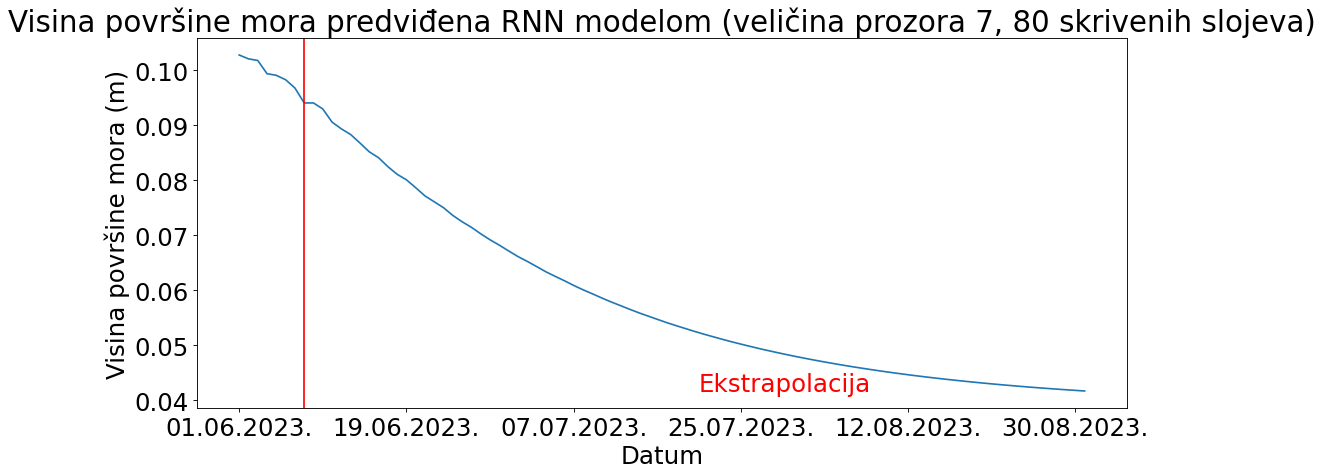 Visina površine mora predviđena RNN modelom (veličina prozora 7, 80 skrivenih slojeva)
Visina površine mora (m)
0.10
0.09
0.08
0.07
0.06
0.05
0.04
Ekstrapolacija
01.06.2023. 19.06.2023. 07.07.2023. 25.07.2023. 12.08.2023. 30.08.2023.
Datum